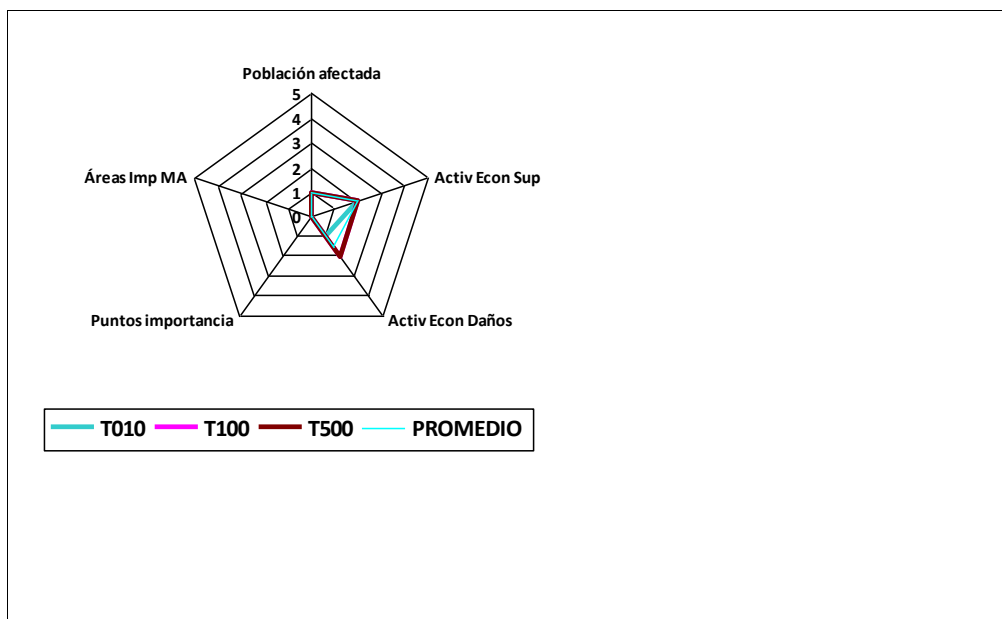 Población afectada
5
4
3
2
1
0
Áreas Imp MA
Activ Econ Sup
Puntos importancia
Activ Econ Daños
T010 T100 T500 PROMEDIO